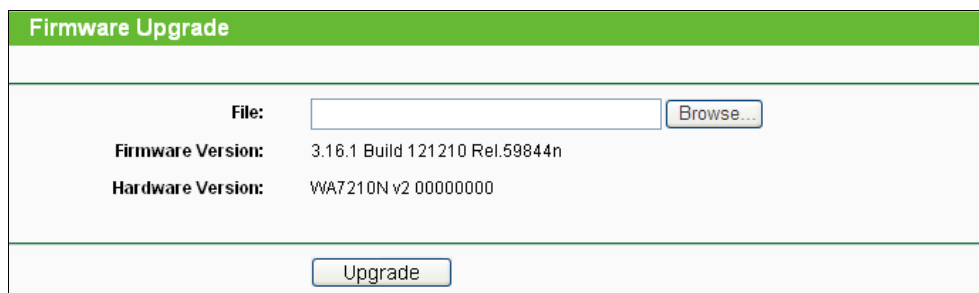 Firmware Upgrade
File: Browse...
Firmware Version: 3.16.1 Build 121210 Rel.59844n
Hardware Version: WA7210N v2 00000000
Upgrade